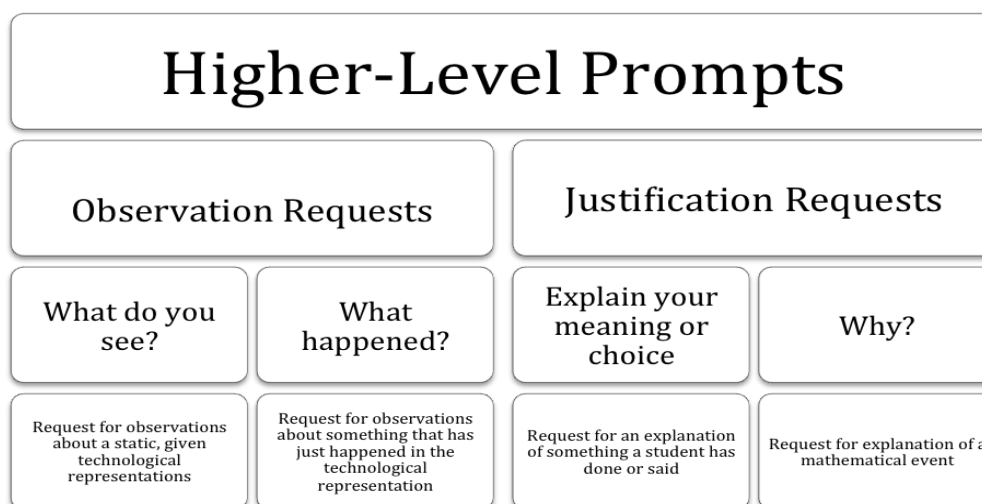 Higher-Level Prompts
Observation Requests
Justification Requests
What do you
see?
What
happened?
Explain your
meaning or
choice
Why?
Request for observations
about a static, given
technological
representations
Request for observations
about something that has
just happened in the
technological
representation
Request for an explanation
of something a student has
done or said
Request for explanation of a
mathematical event